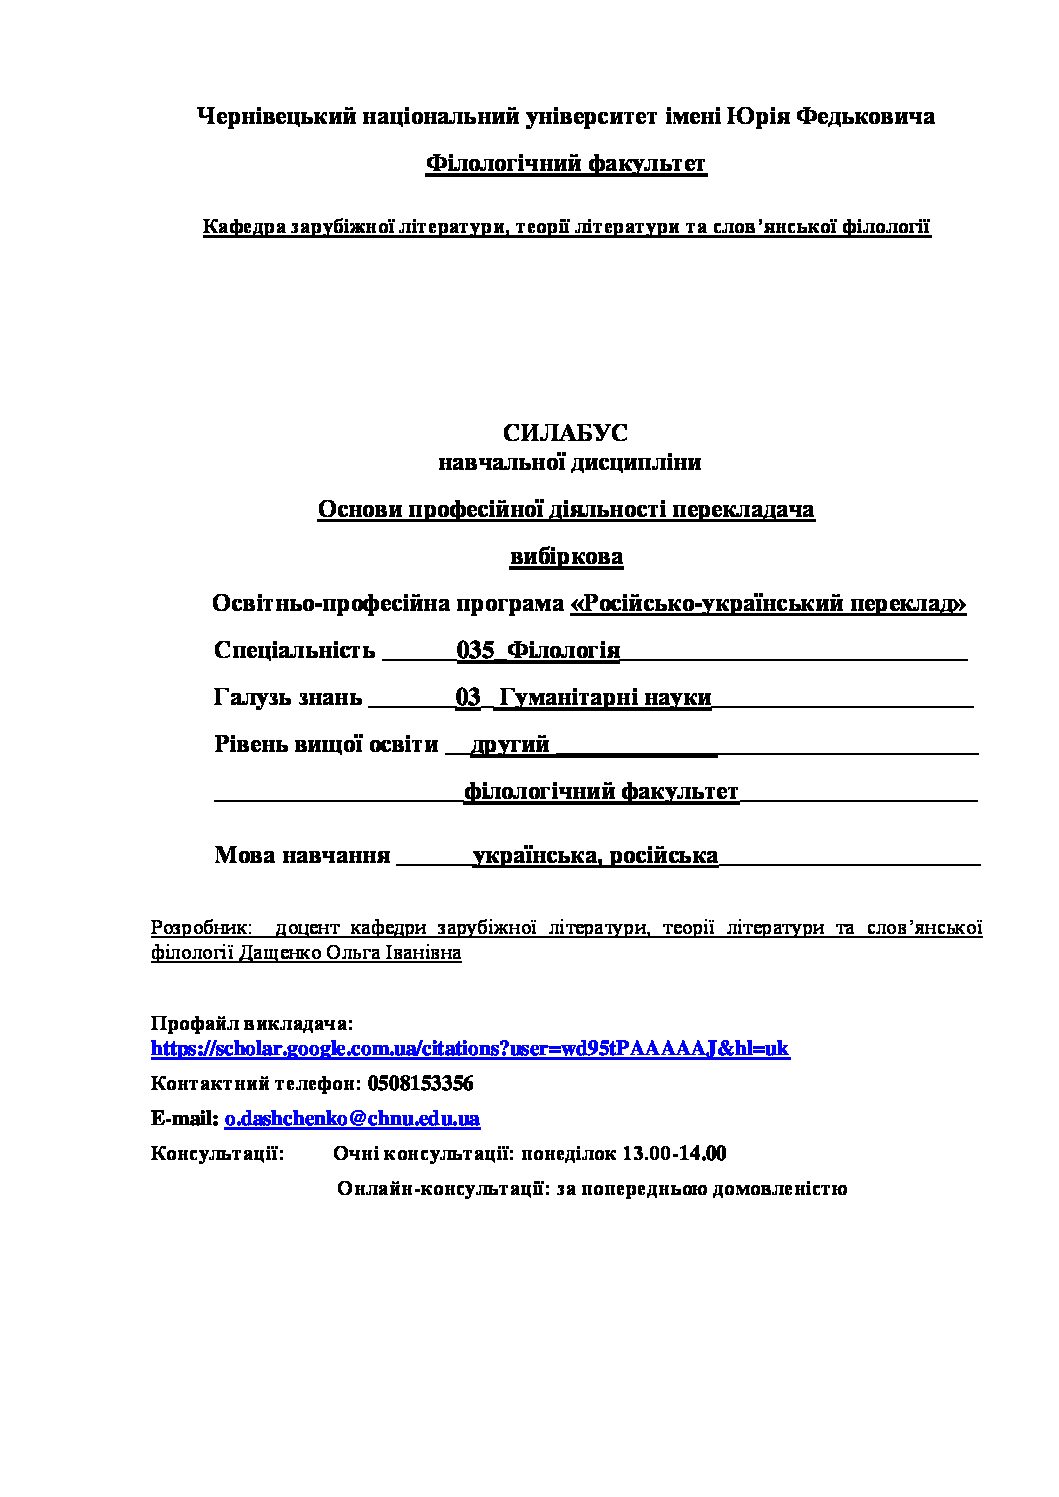 Чернівецький національний університет імені Юрія Федьковича
Філологічний факультет
Кафедра зарубіжної літератури, теорії літератури та слов’янської філології
СИЛАБУС
навчальної дисципліни
Основи професійної діяльності перекладача
вибіркова
Освітньо-професійна програма «Російсько-український переклад»
Спеціальність ______035_Філологія____________________________
Галузь знань _______03_ Гуманітарні науки_____________________
Рівень вищої освіти __другий __________________________________
____________________філологічний факультет___________________
Мова навчання ______українська, російська_____________________
Розробник: доцент кафедри зарубіжної літератури, теорії літератури та слов’янської
філології Дащенко Ольга Іванівна
Профайл викладача:
https://scholar.google.com.ua/citations?user=wd95tPAAAAAJ&hl=uk
Контактний телефон: 0508153356
E-mail: o.dashchenko@chnu.edu.ua
Консультації: Очні консультації: понеділок 13.00-14.00
Онлайн-консультації: за попередньою домовленістю